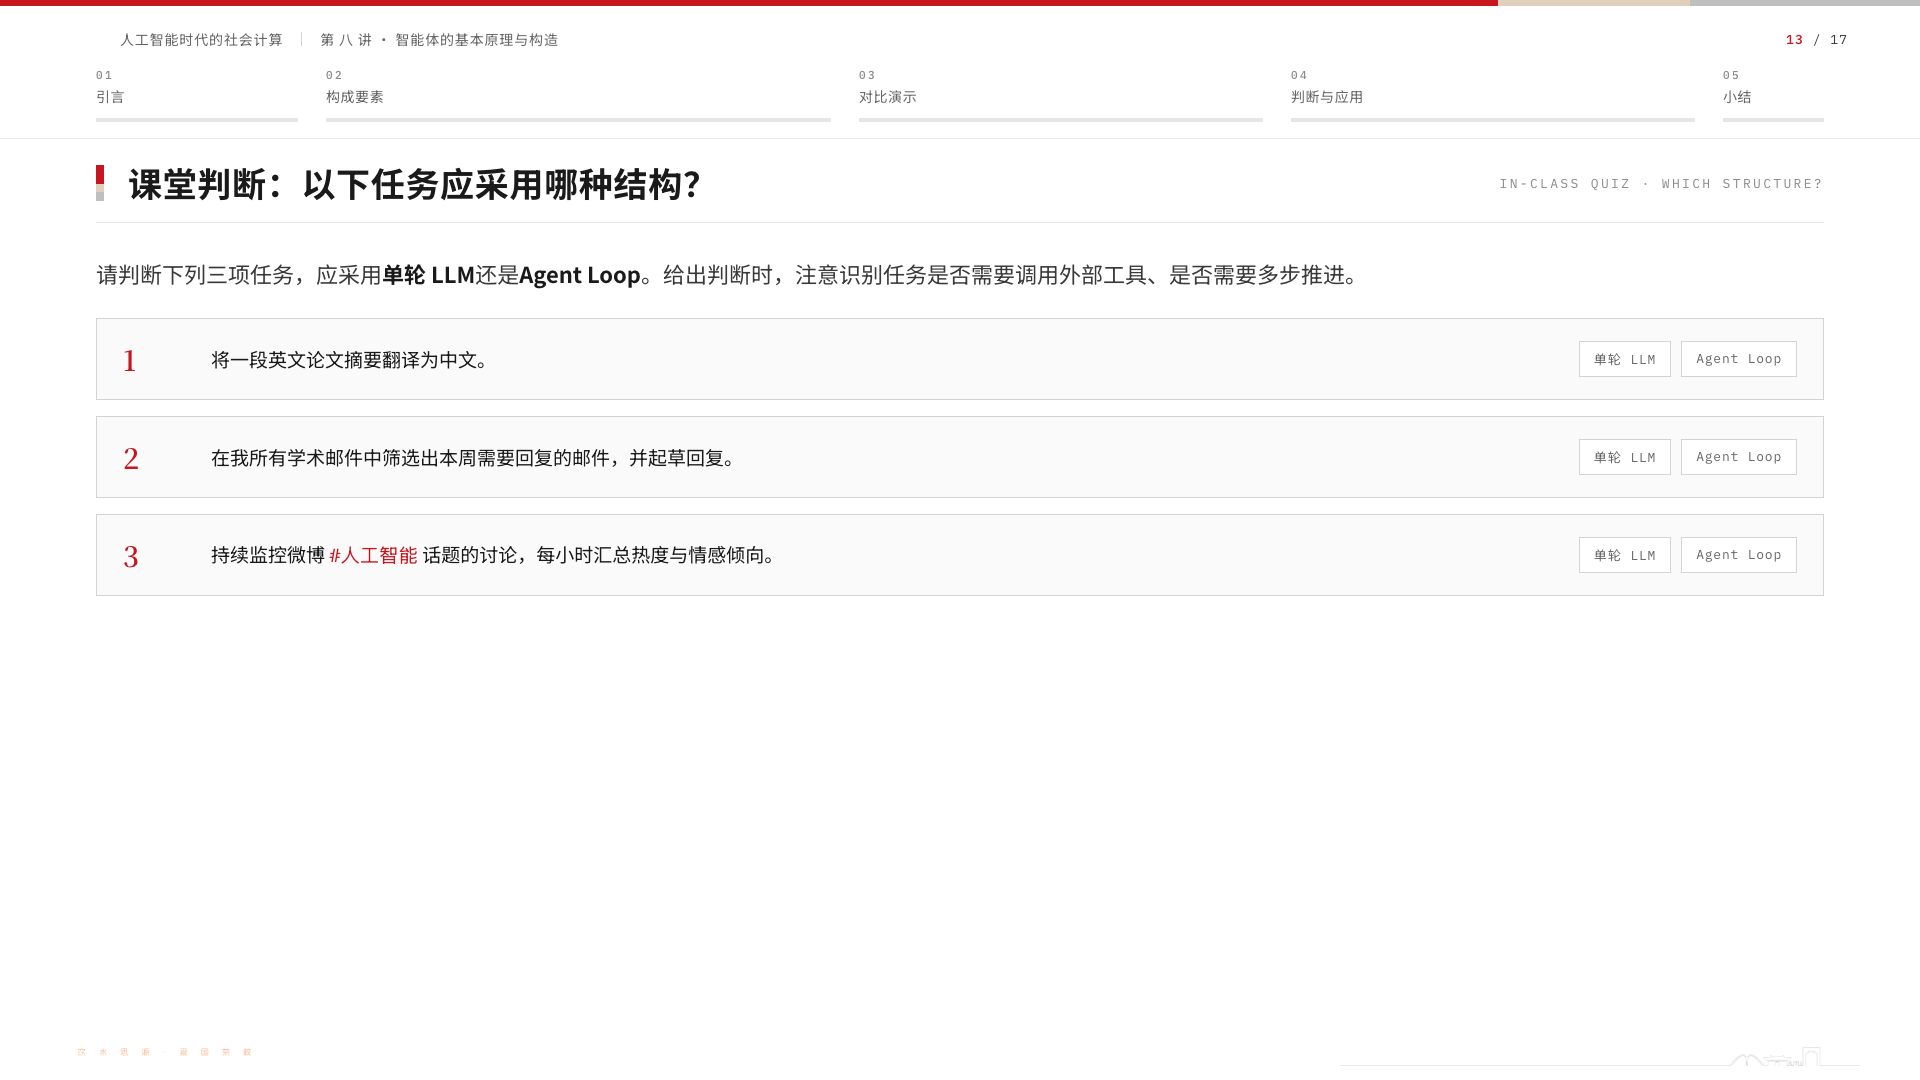 人工智能时代的社会计算 第 八 讲 · 智能体的基本原理与构造 13 / 17
01 引言
02 构成要素
03 对比演示
04 判断与应用
05 小结
课堂判断：以下任务应采用哪种结构？
IN-CLASS QUIZ · WHICH STRUCTURE?
请判断下列三项任务，应采用单轮 LLM还是Agent Loop。给出判断时，注意识别任务是否需要调用外部工具、是否需要多步推进。
1 将一段英文论文摘要翻译为中文。 单轮 LLM Agent Loop
2 在我所有学术邮件中筛选出本周需要回复的邮件，并起草回复。 单轮 LLM Agent Loop
3 持续监控微博 #人工智能 话题的讨论，每小时汇总热度与情感倾向。 单轮 LLM Agent Loop
饮 水 思 源 · 爱 国 荣 校